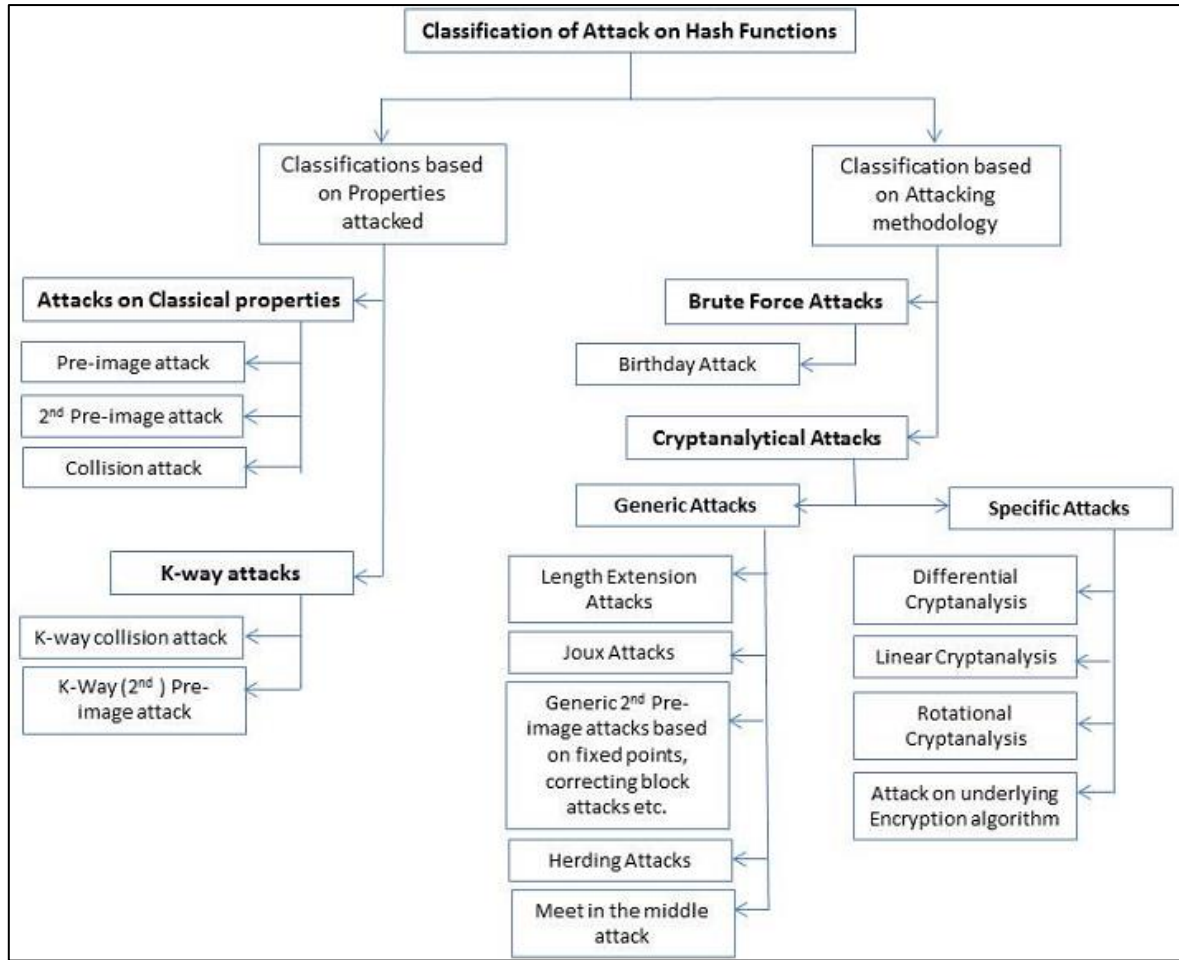 Classification of Attack on Hash Functions
Classifications based
on Properties
attacked
Classification based
on Attacking
methodology
Attacks on Classical properties
Pre-image attack
2nd Pre-image attack
Collision attack
K-way attacks
K-way collision attack
K-Way (2nd ) Pre-
image attack
Brute Force Attacks
Birthday Attack
Cryptanalytical Attacks
Generic Attacks
Length Extension
Attacks
Joux Attacks
Generic 2nd Pre-
image attacks based
on fixed points,
correcting block
attacks etc.
Herding Attacks
Meet in the middle
attack
Specific Attacks
Differential
Cryptanalysis
Linear Cryptanalysis
Rotational
Cryptanalysis
Attack on underlying
Encryption algorithm